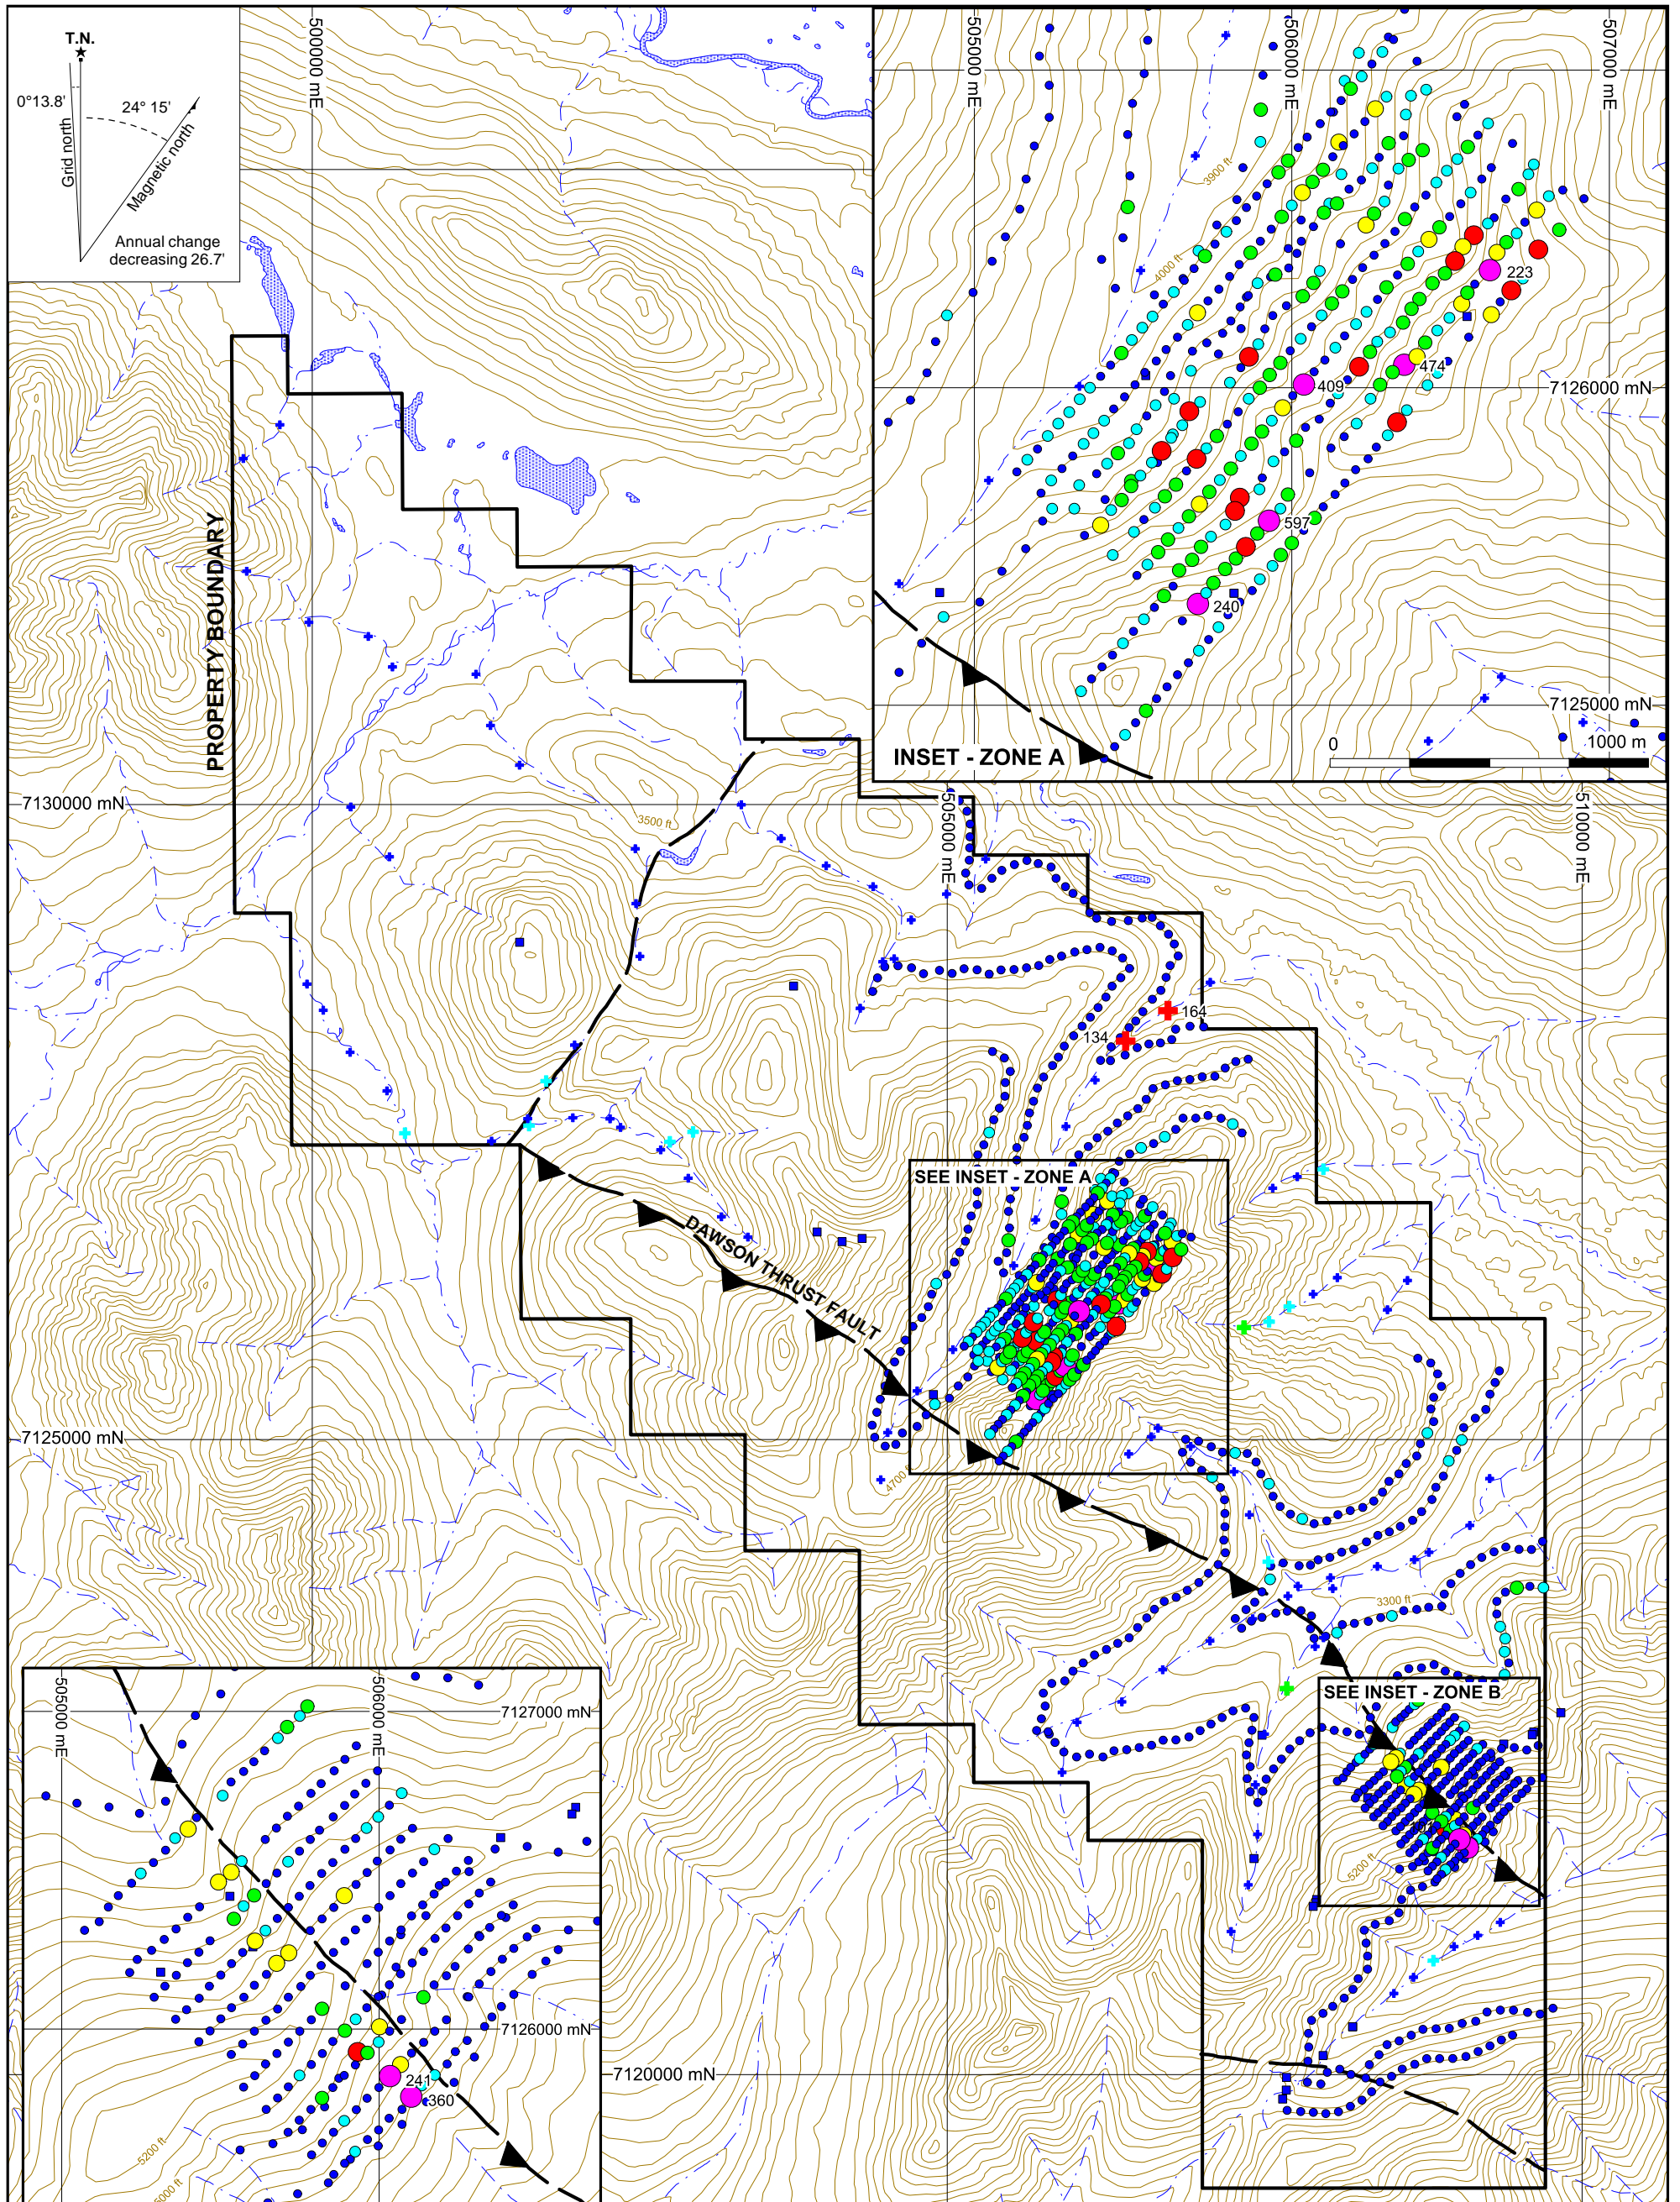 T.N.
0°13.8'
24° 15'
Grid north
Magnetic north
Annual change
decreasing 26.7'
500000 mE
505000 mE
506000 mE
507000 mE
3900 ft
4000 ft
223
474
409
7126000 mN
597
240
7125000 mN
INSET - ZONE A
0
1000 m
PROPERTY BOUNDARY
7130000 mN
3500 ft
505000 mE
510000 mE
164
134
SEE INSET - ZONE A
DAWSON THRUST FAULT
7125000 mN
4700 ft
3300 ft
SEE INSET - ZONE B
5200 ft
505000 mE
506000 mE
7127000 mN
7126000 mN
241
360
7120000 mN
5200 ft
5000 ft